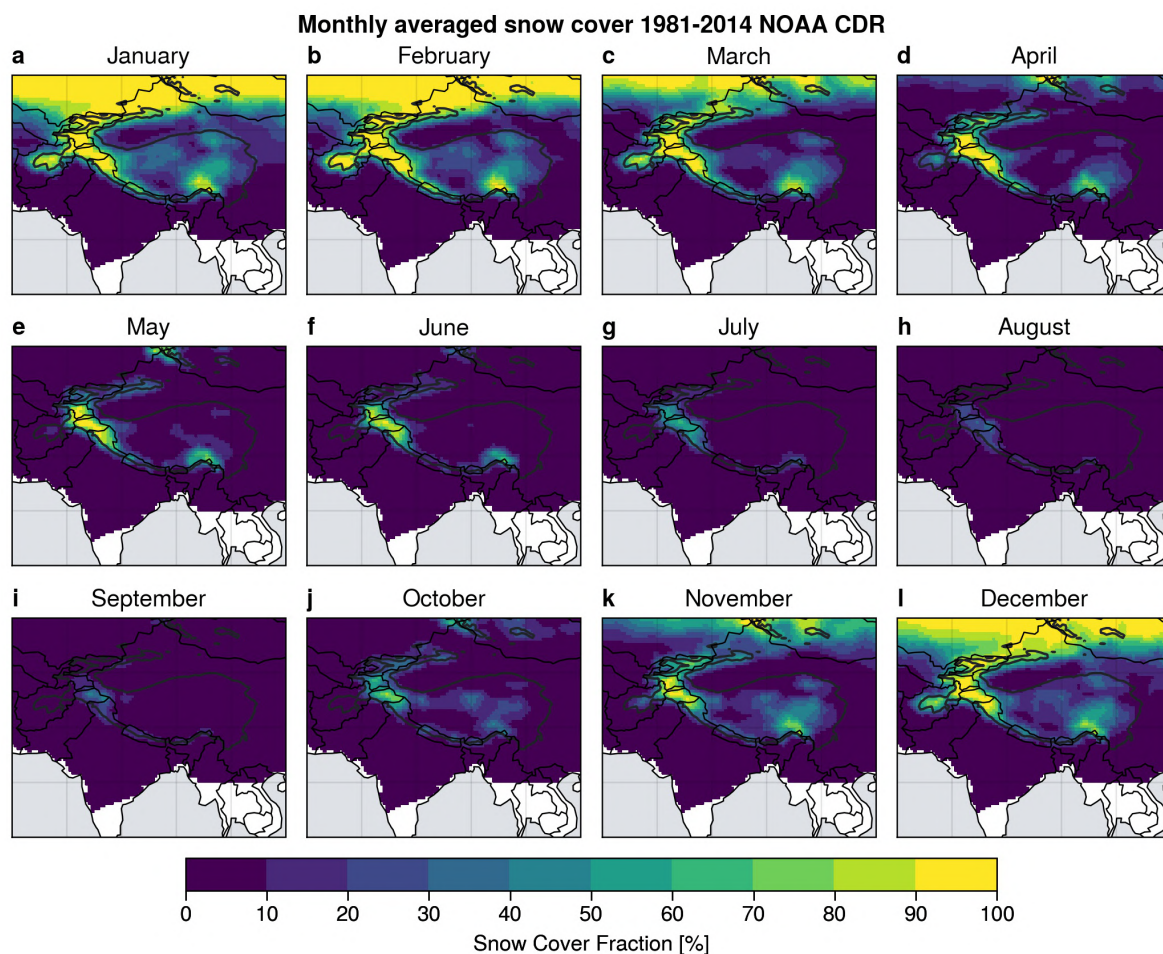 Monthly averaged snow cover 1981-2014 NOAA CDR
a January
b February
c March
d April
e May
f June
g July
h August
i September
j October
k November
l December
0 10 20 30 40 50 60 70 80 90 100
Snow Cover Fraction [%]